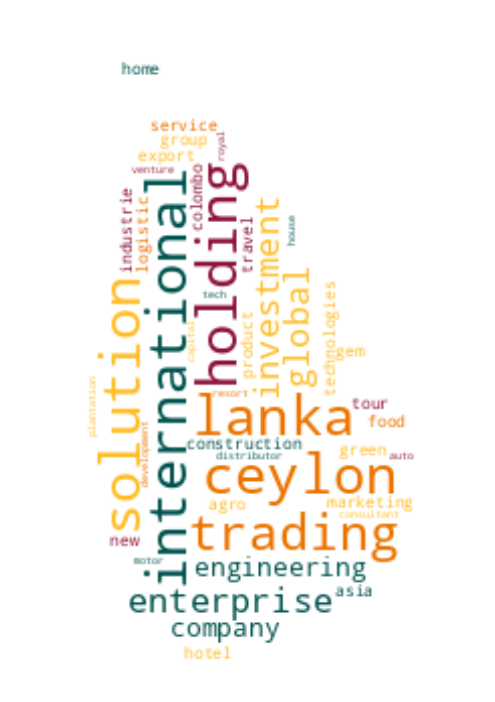 home
service
group
export
royal
venture
international
holding
colombo
industrie
logistic
travel
investment
house
global
solution
tech
product
technologies
capital
gem
plantation
resort
lanka
tour
food
development
construction
distributor
green
auto
ceylon
agro
marketing
consultant
trading
new
motor
engineering
enterprise
asia
company
hotel